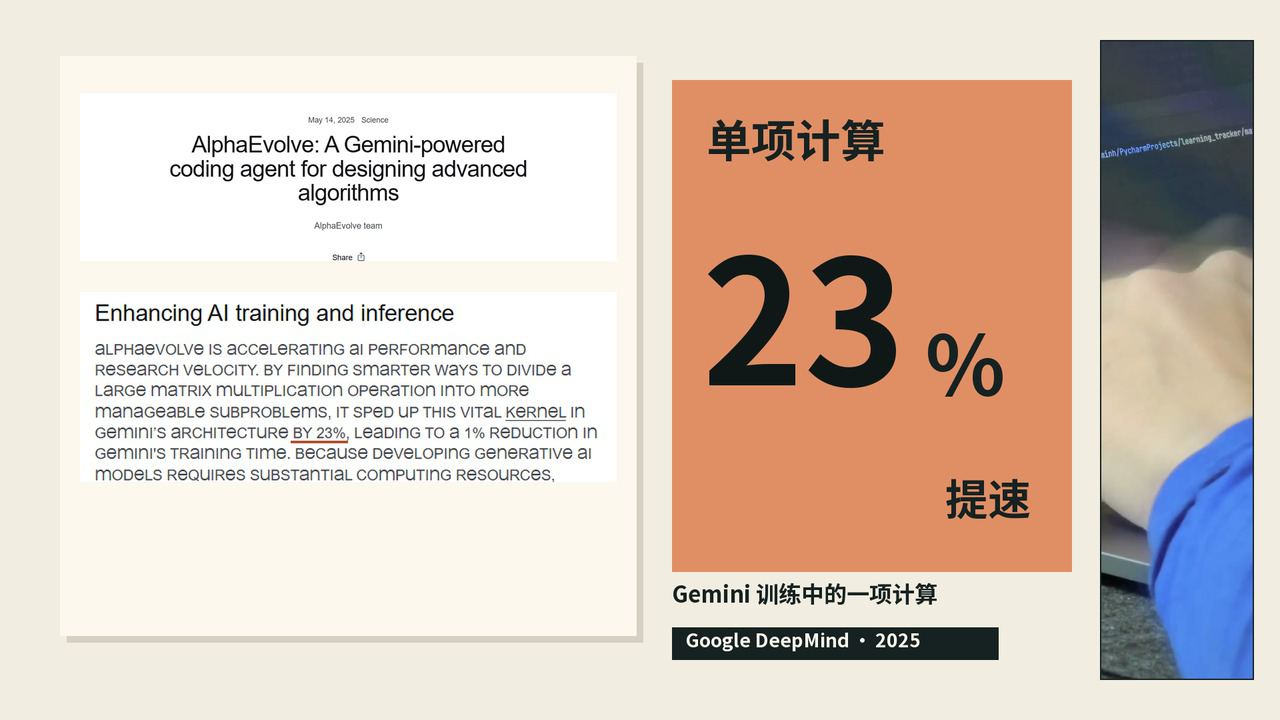 May 14, 2025 Science
AlphaEvolve: A Gemini-powered
coding agent for designing advanced
algorithms
AlphaEvolve team
Share
Enhancing AI training and inference
AlphaEvolve is accelerating AI performance and
research velocity. By finding smarter ways to divide a
large matrix multiplication operation into more
manageable subproblems, it sped up this vital kernel in
Gemini's architecture by 23%, leading to a 1% reduction in
Gemini's training time. Because developing generative AI
models requires substantial computing resources,
单项计算
23 %
提速
Gemini 训练中的一项计算
Google DeepMind · 2025
minh/PycharmProjects/learning_tracker/ma